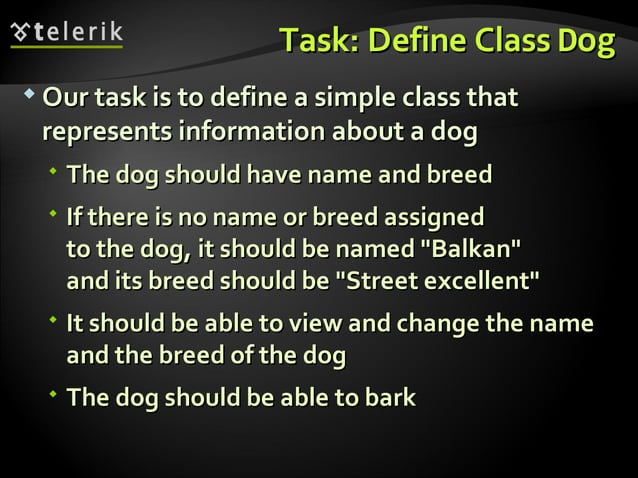 telerik
Task: Define Class Dog
Our task is to define a simple class that
represents information about a dog
The dog should have name and breed
If there is no name or breed assigned
to the dog, it should be named "Balkan"
and its breed should be "Street excellent"
It should be able to view and change the name
and the breed of the dog
The dog should be able to bark